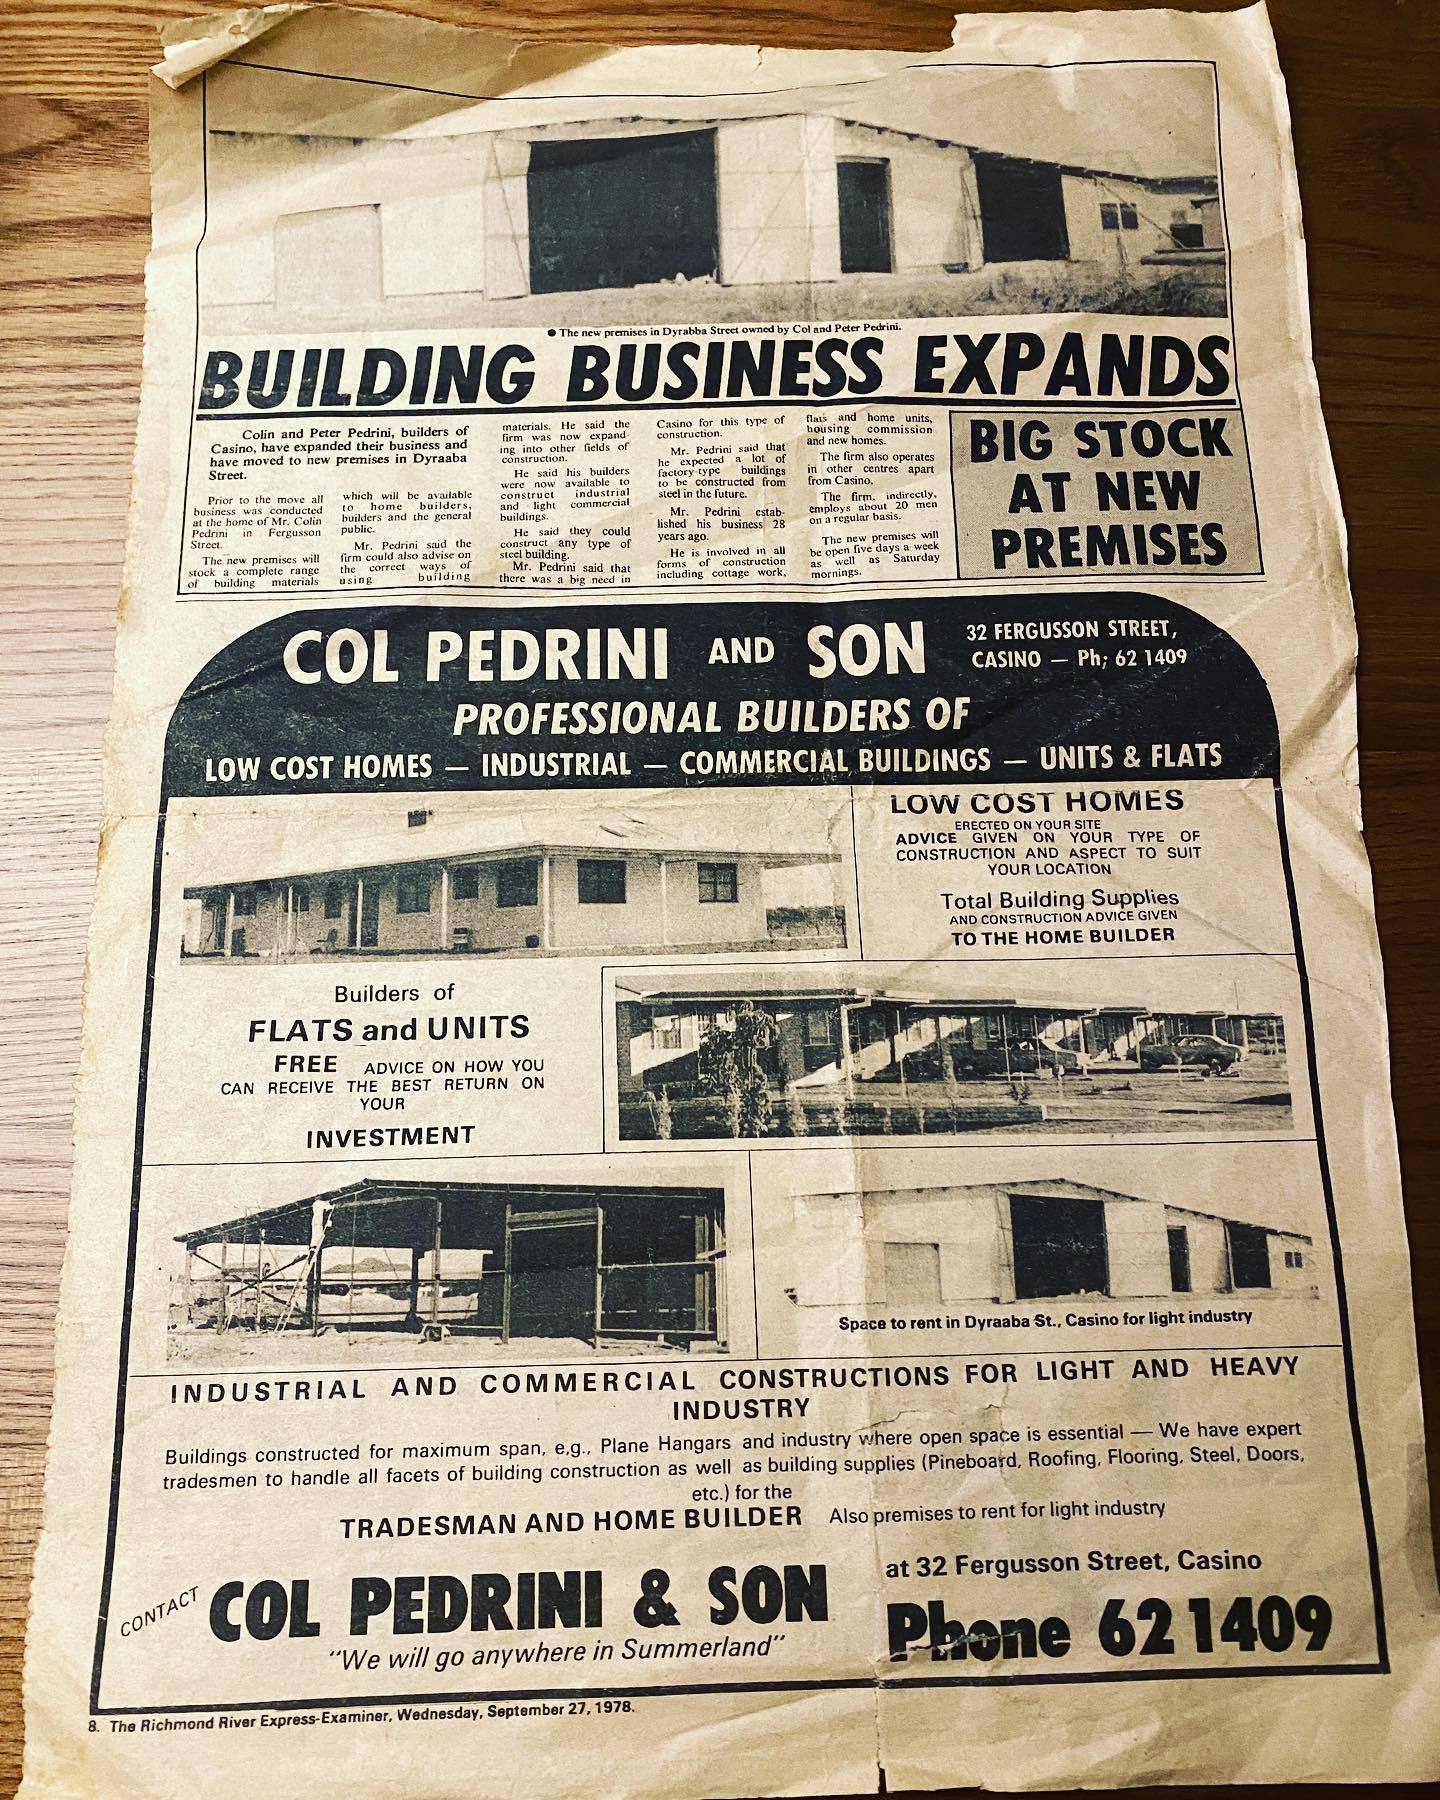 ● The new premises in Dyrabba Street owned by Col and Peter Pedrini.
BUILDING BUSINESS EXPANDS
Colin and Peter Pedrini, builders of
Casino, have expanded their business and
have moved to new premises in Dyraaba
Street.
Prior to the move all
business was conducted
at the home of Mr. Colin
Pedrini in Fergusson
Street.
The new premises will
stock a complete range
of building materials
which will be available
to home builders,
builders and the general
public.
Mr. Pedrini said the
firm could also advise on
the correct ways of
using building
materials. He said the
firm was now expand-
ing into other fields of
construction.
He said his builders
were now available to
construct industrial
and light commercial
buildings.
He said they could
construct any type of
steel building.
Mr. Pedrini said that
there was a big need in
Casino for this type of
construction.
Mr. Pedrini said that
he expected a lot of
factory-type buildings
to be constructed from
steel in the future.
Mr. Pedrini estab-
lished his business 28
years ago.
He is involved in all
forms of construction
including cottage work,
flats and home units,
housing commission
and new homes.
The firm also operates
in other centres apart
from Casino.
The firm, indirectly,
employs about 20 men
on a regular basis.
The new premises will
be open five days a week
as well as Saturday
mornings.
BIG STOCK
AT NEW
PREMISES
COL PEDRINI AND SON
32 FERGUSSON STREET,
CASINO — Ph; 62 1409
PROFESSIONAL BUILDERS OF
LOW COST HOMES — INDUSTRIAL — COMMERCIAL BUILDINGS — UNITS & FLATS
LOW COST HOMES
ERECTED ON YOUR SITE
ADVICE GIVEN ON YOUR TYPE OF
CONSTRUCTION AND ASPECT TO SUIT
YOUR LOCATION
Total Building Supplies
AND CONSTRUCTION ADVICE GIVEN
TO THE HOME BUILDER
Builders of
FLATS and UNITS
FREE ADVICE ON HOW YOU
CAN RECEIVE THE BEST RETURN ON
YOUR
INVESTMENT
Space to rent in Dyraaba St., Casino for light industry
INDUSTRIAL AND COMMERCIAL CONSTRUCTIONS FOR LIGHT AND HEAVY
INDUSTRY
Buildings constructed for maximum span, e.g., Plane Hangars and industry where open space is essential — We have expert
tradesmen to handle all facets of building construction as well as building supplies (Pineboard, Roofing, Flooring, Steel, Doors,
etc.) for the
TRADESMAN AND HOME BUILDER Also premises to rent for light industry
CONTACT COL PEDRINI & SON
"We will go anywhere in Summerland"
at 32 Fergusson Street, Casino
Phone 62 1409
8. The Richmond River Express-Examiner, Wednesday, September 27, 1978.